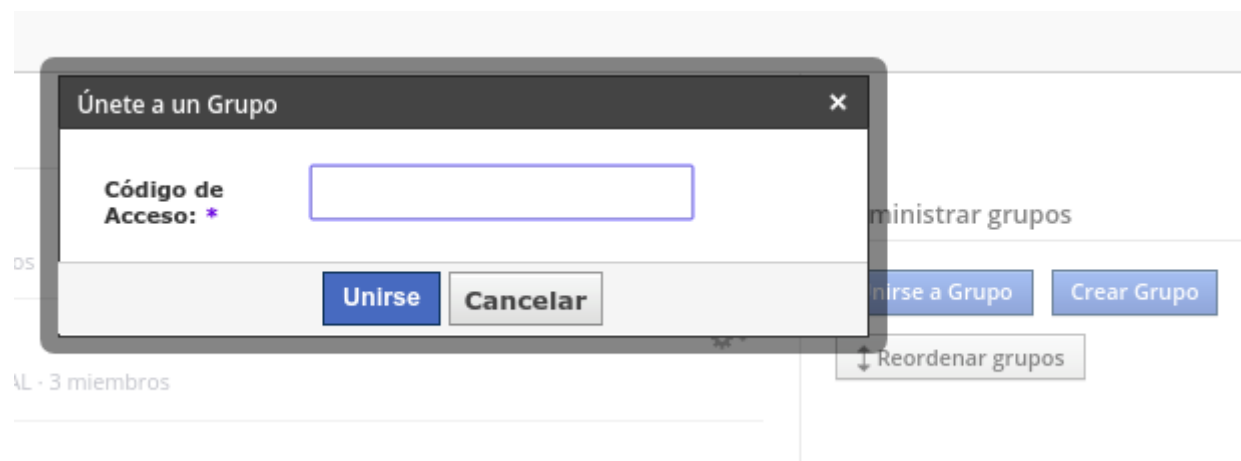 Únete a un Grupo
Código de
Acceso: *
Unirse
Cancelar
ministrar grupos
os
nirse a Grupo
Crear Grupo
Reordenar grupos
AL · 3 miembros